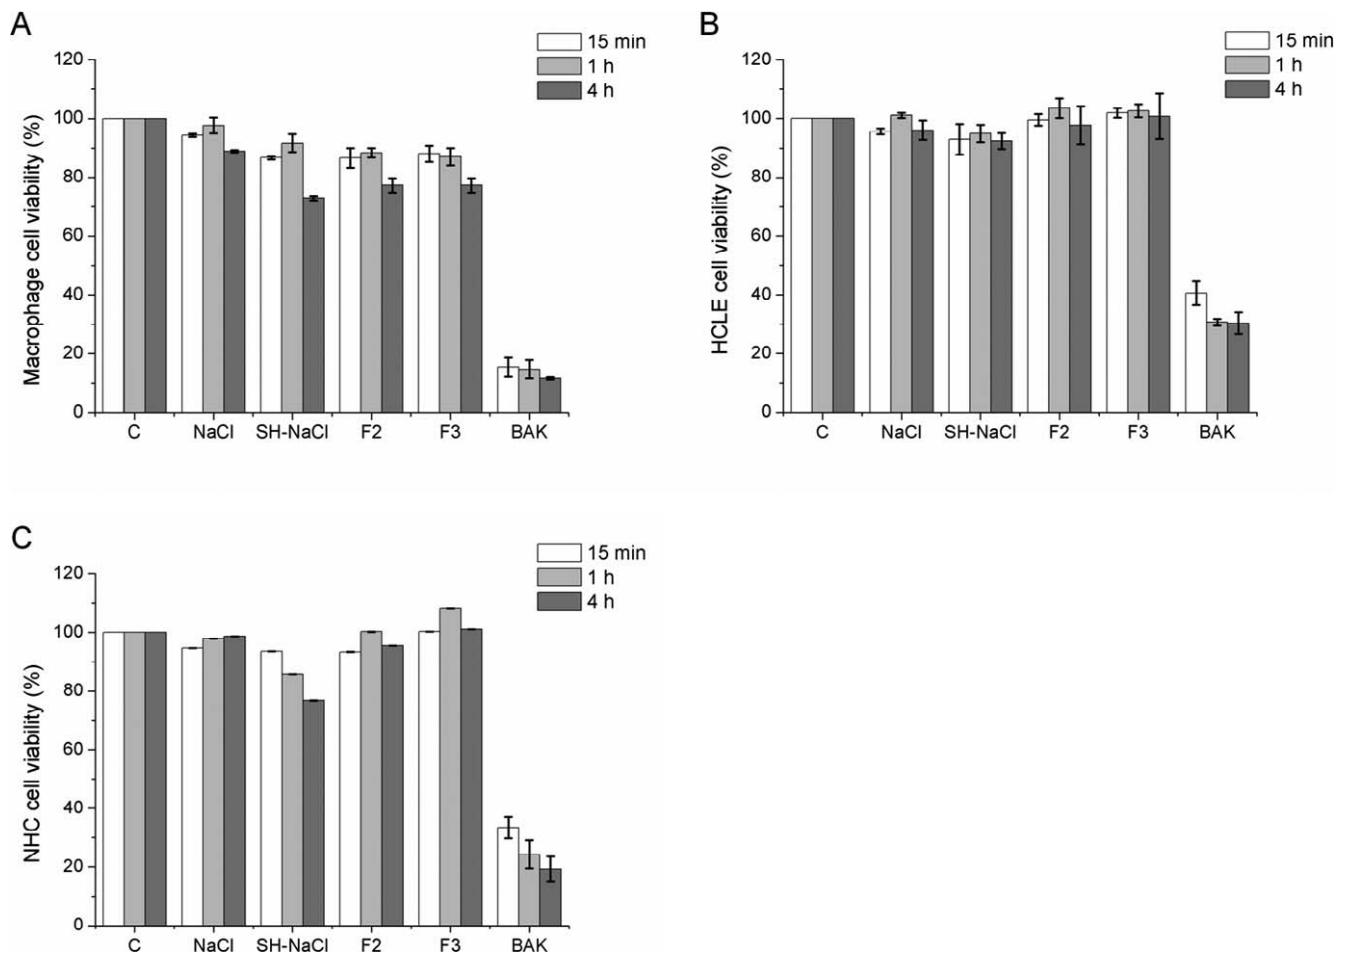 A
15 min
1 h
4 h
Macrophage cell viability (%)
120
100
80
60
40
20
0
C NaCl SH-NaCl F2 F3 BAK
B
15 min
1 h
4 h
HCLE cell viability (%)
120
100
80
60
40
20
0
C NaCl SH-NaCl F2 F3 BAK
C
15 min
1 h
4 h
NHC cell viability (%)
120
100
80
60
40
20
0
C NaCl SH-NaCl F2 F3 BAK